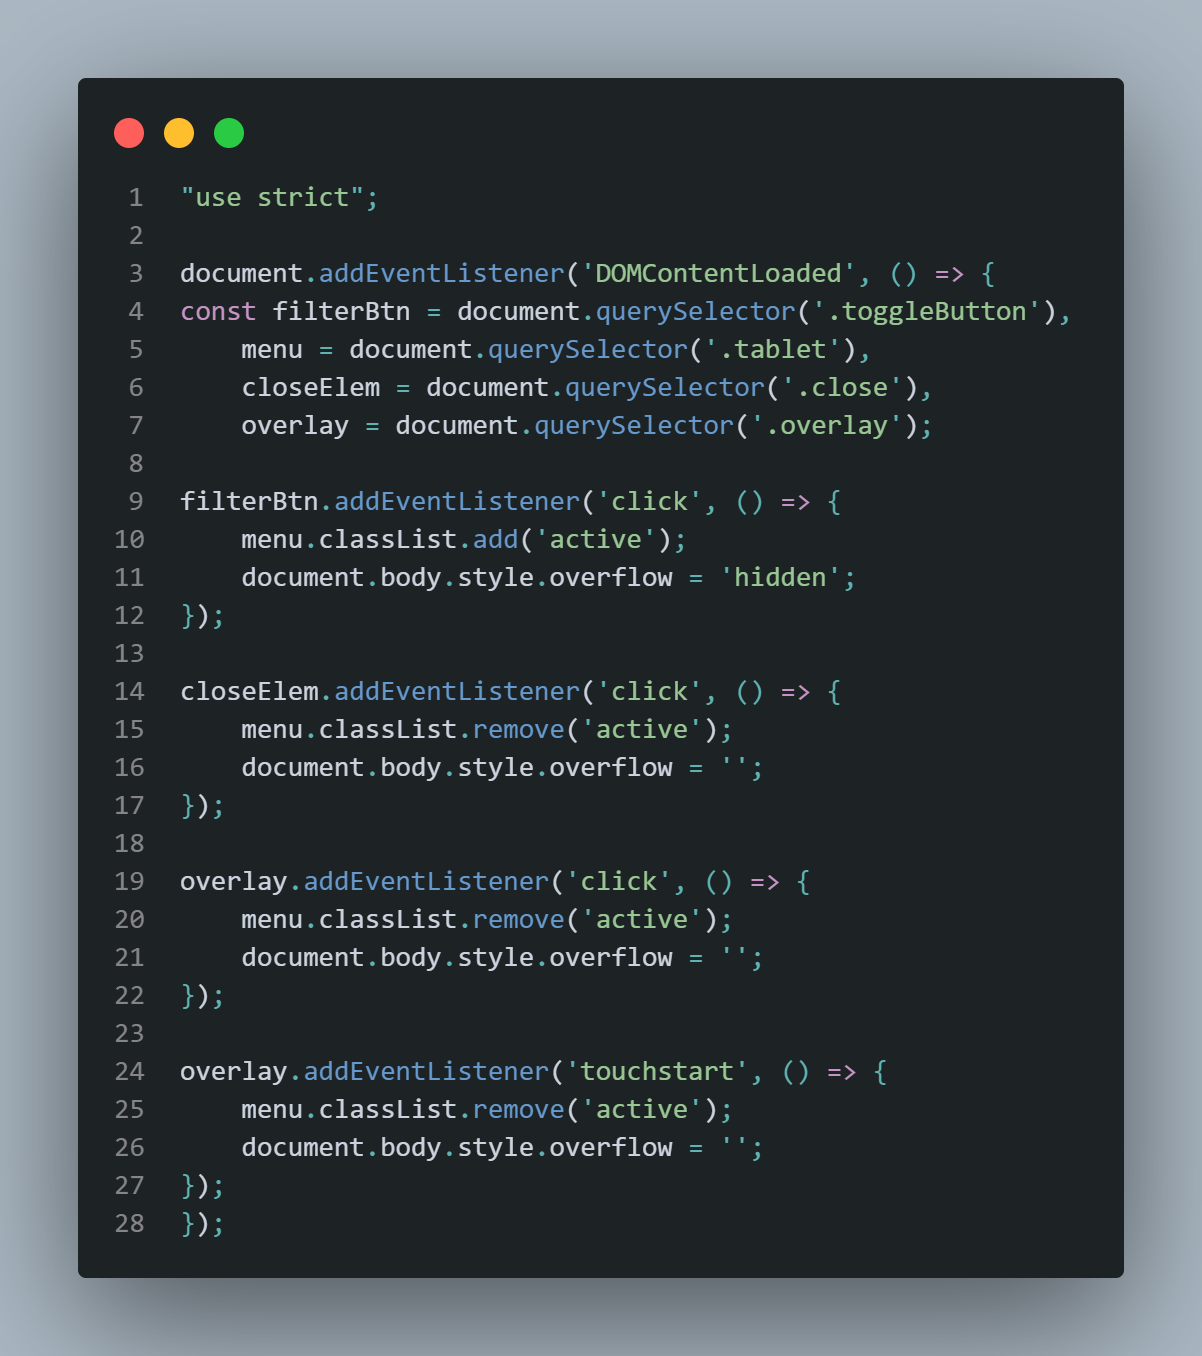 1 "use strict";
2
3 document.addEventListener('DOMContentLoaded', () => {
4 const filterBtn = document.querySelector('.toggleButton'),
5     menu = document.querySelector('.tablet'),
6     closeElem = document.querySelector('.close'),
7     overlay = document.querySelector('.overlay');
8
9 filterBtn.addEventListener('click', () => {
10     menu.classList.add('active');
11     document.body.style.overflow = 'hidden';
12 });
13
14 closeElem.addEventListener('click', () => {
15     menu.classList.remove('active');
16     document.body.style.overflow = '';
17 });
18
19 overlay.addEventListener('click', () => {
20     menu.classList.remove('active');
21     document.body.style.overflow = '';
22 });
23
24 overlay.addEventListener('touchstart', () => {
25     menu.classList.remove('active');
26     document.body.style.overflow = '';
27 });
28 });